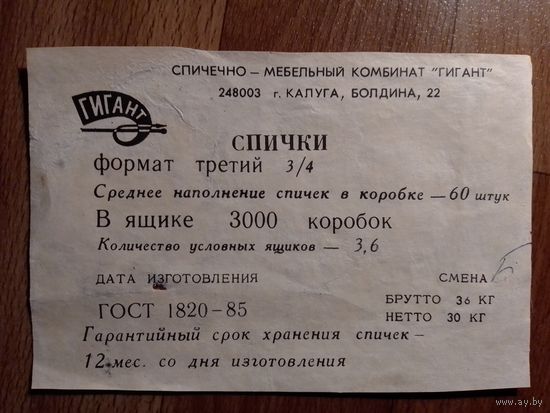 СПИЧЕЧНО – МЕБЕЛЬНЫЙ КОМБИНАТ "ГИГАНТ"
248003 г. КАЛУГА, БОЛДИНА, 22
ГИГАНТ
СПИЧКИ
формат третий 3/4
Среднее наполнение спичек в коробке – 60 штук
В ящике 3000 коробок
Количество условных ящиков – 3,6
ДАТА ИЗГОТОВЛЕНИЯ СМЕНА
ГОСТ 1820-85
БРУТТО 36 КГ
НЕТТО 30 КГ
Гарантийный срок хранения спичек –
12 мес. со дня изготовления
www.ay.by